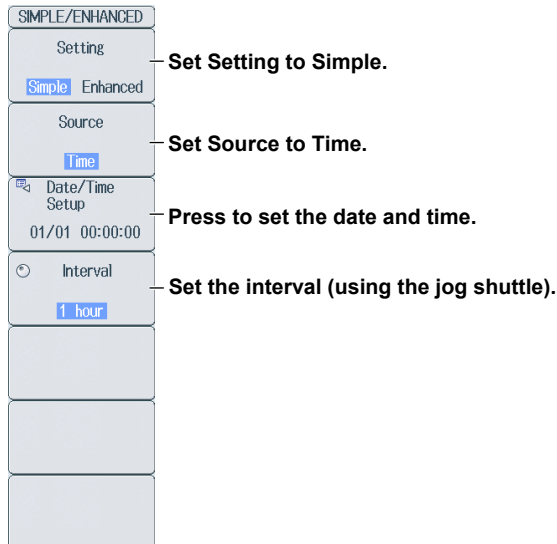 SIMPLE/ENHANCED
Setting
Simple Enhanced
Set Setting to Simple.
Source
Time
Set Source to Time.
Date/Time
Setup
01/01 00:00:00
Press to set the date and time.
Interval
1 hour
Set the interval (using the jog shuttle).